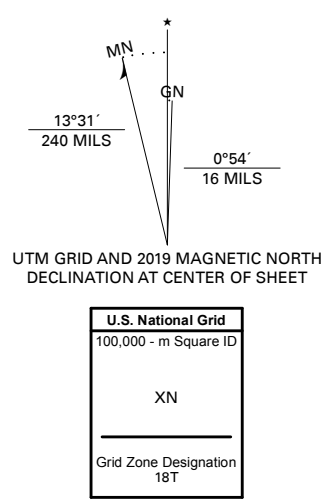 MN
GN
13°31´
240 MILS
0°54´
16 MILS
UTM GRID AND 2019 MAGNETIC NORTH
DECLINATION AT CENTER OF SHEET
U.S. National Grid
100,000 - m Square ID
XN
Grid Zone Designation
18T